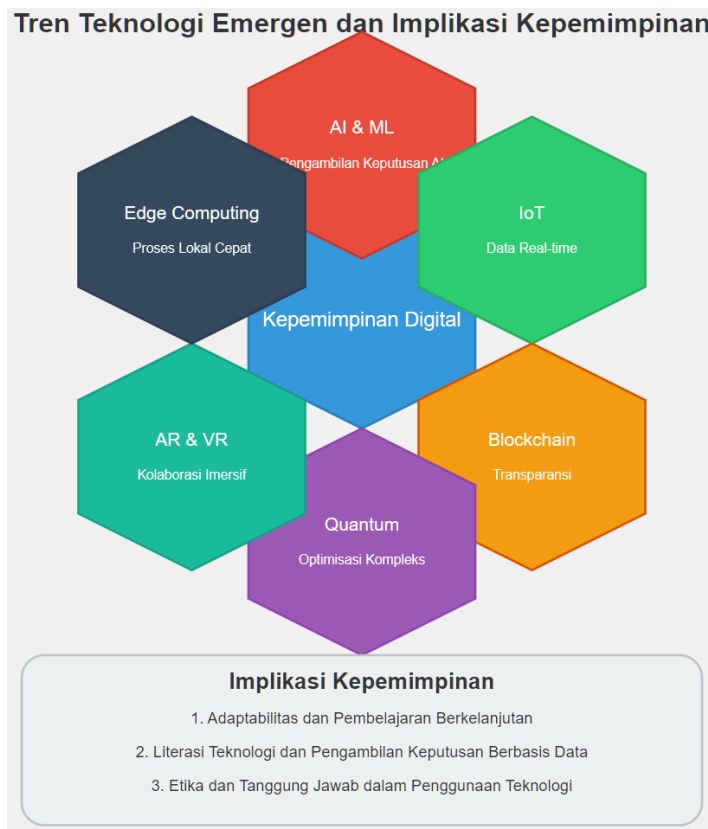 Tren Teknologi Emergen dan Implikasi Kepemimpinan
AI & ML
Pengambilan Keputusan
Edge Computing
Proses Lokal Cepat
IoT
Data Real-time
Kepemimpinan Digital
AR & VR
Kolaborasi Imersif
Blockchain
Transparansi
Quantum
Optimisasi Kompleks
Implikasi Kepemimpinan
1. Adaptabilitas dan Pembelajaran Berkelanjutan
2. Literasi Teknologi dan Pengambilan Keputusan Berbasis Data
3. Etika dan Tanggung Jawab dalam Penggunaan Teknologi